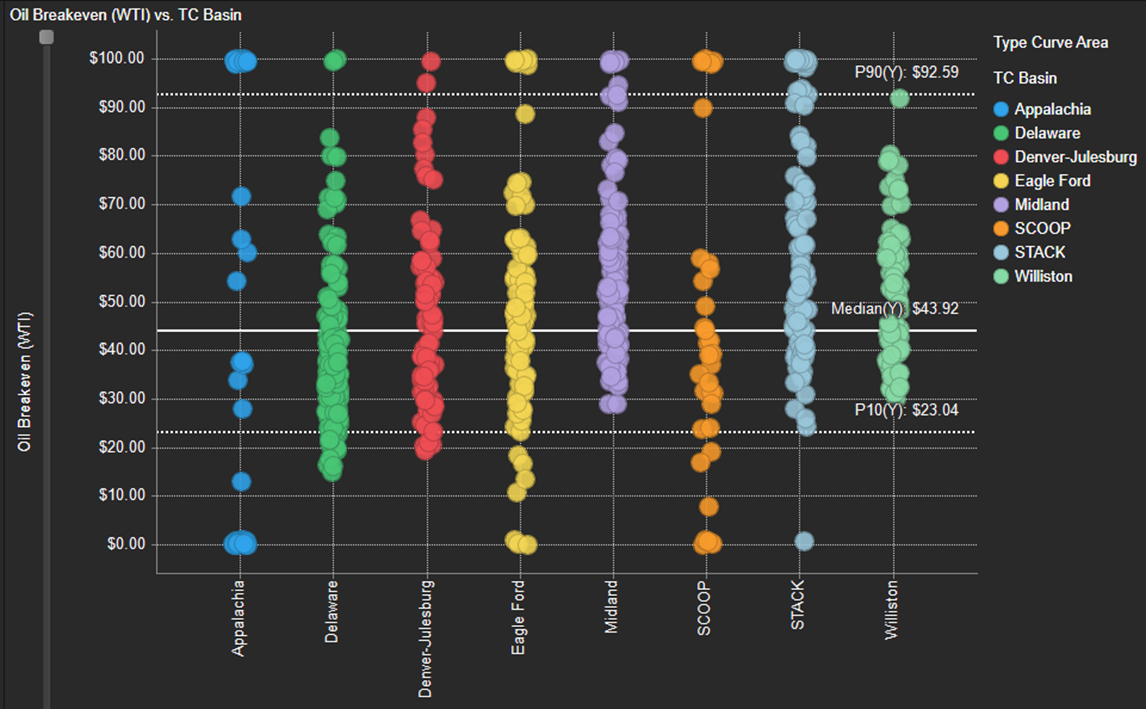 Oil Breakeven (WTI) vs. TC Basin
Oil Breakeven (WTI)
$100.00
$90.00
$80.00
$70.00
$60.00
$50.00
$40.00
$30.00
$20.00
$10.00
$0.00
P90(Y): $92.59
Median(Y): $43.92
P10(Y): $23.04
Appalachia
Delaware
Denver-Julesburg
Eagle Ford
Midland
SCOOP
STACK
Williston
Type Curve Area
TC Basin
Appalachia
Delaware
Denver-Julesburg
Eagle Ford
Midland
SCOOP
STACK
Williston